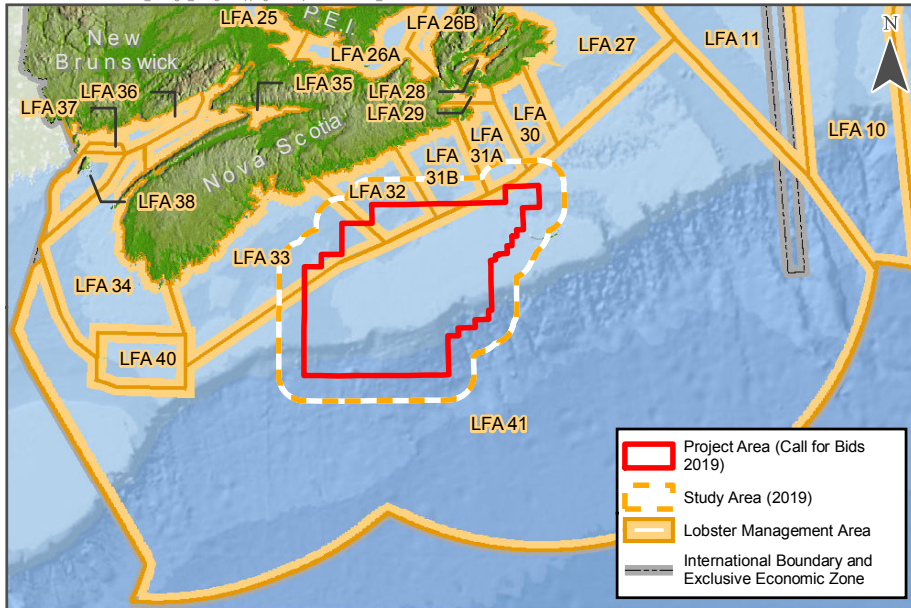 LFA 25
P.E.I.
LFA 26B
LFA 26A
LFA 27
LFA 11
N
New
Brunswick
LFA 36
LFA 35
LFA 37
LFA 28
LFA 29
LFA
30
LFA 10
LFA
31A
LFA
31B
Nova Scotia
LFA 32
LFA 38
LFA 33
LFA 34
LFA 40
LFA 41
Project Area (Call for Bids
2019)
Study Area (2019)
Lobster Management Area
International Boundary and
Exclusive Economic Zone